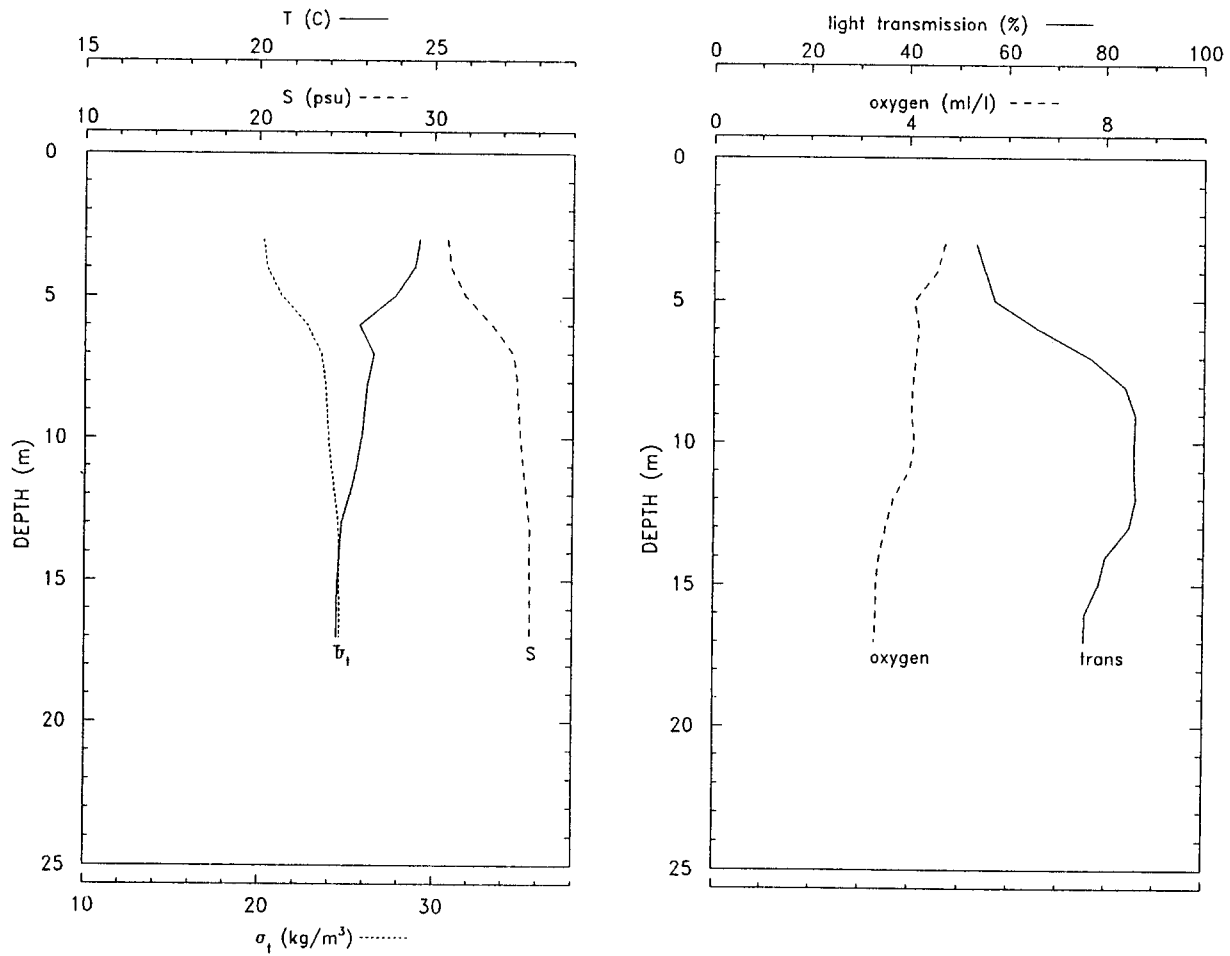 T (C)
15 20 25
S (psu)
10 20 30
0
5
10
15
20
25
DEPTH (m)
T σt S
10 20 30
σt (kg/m³)
light transmission (%)
0 20 40 60 80 100
oxygen (ml/l)
0 4 8
0
5
10
15
20
25
DEPTH (m)
oxygen trans